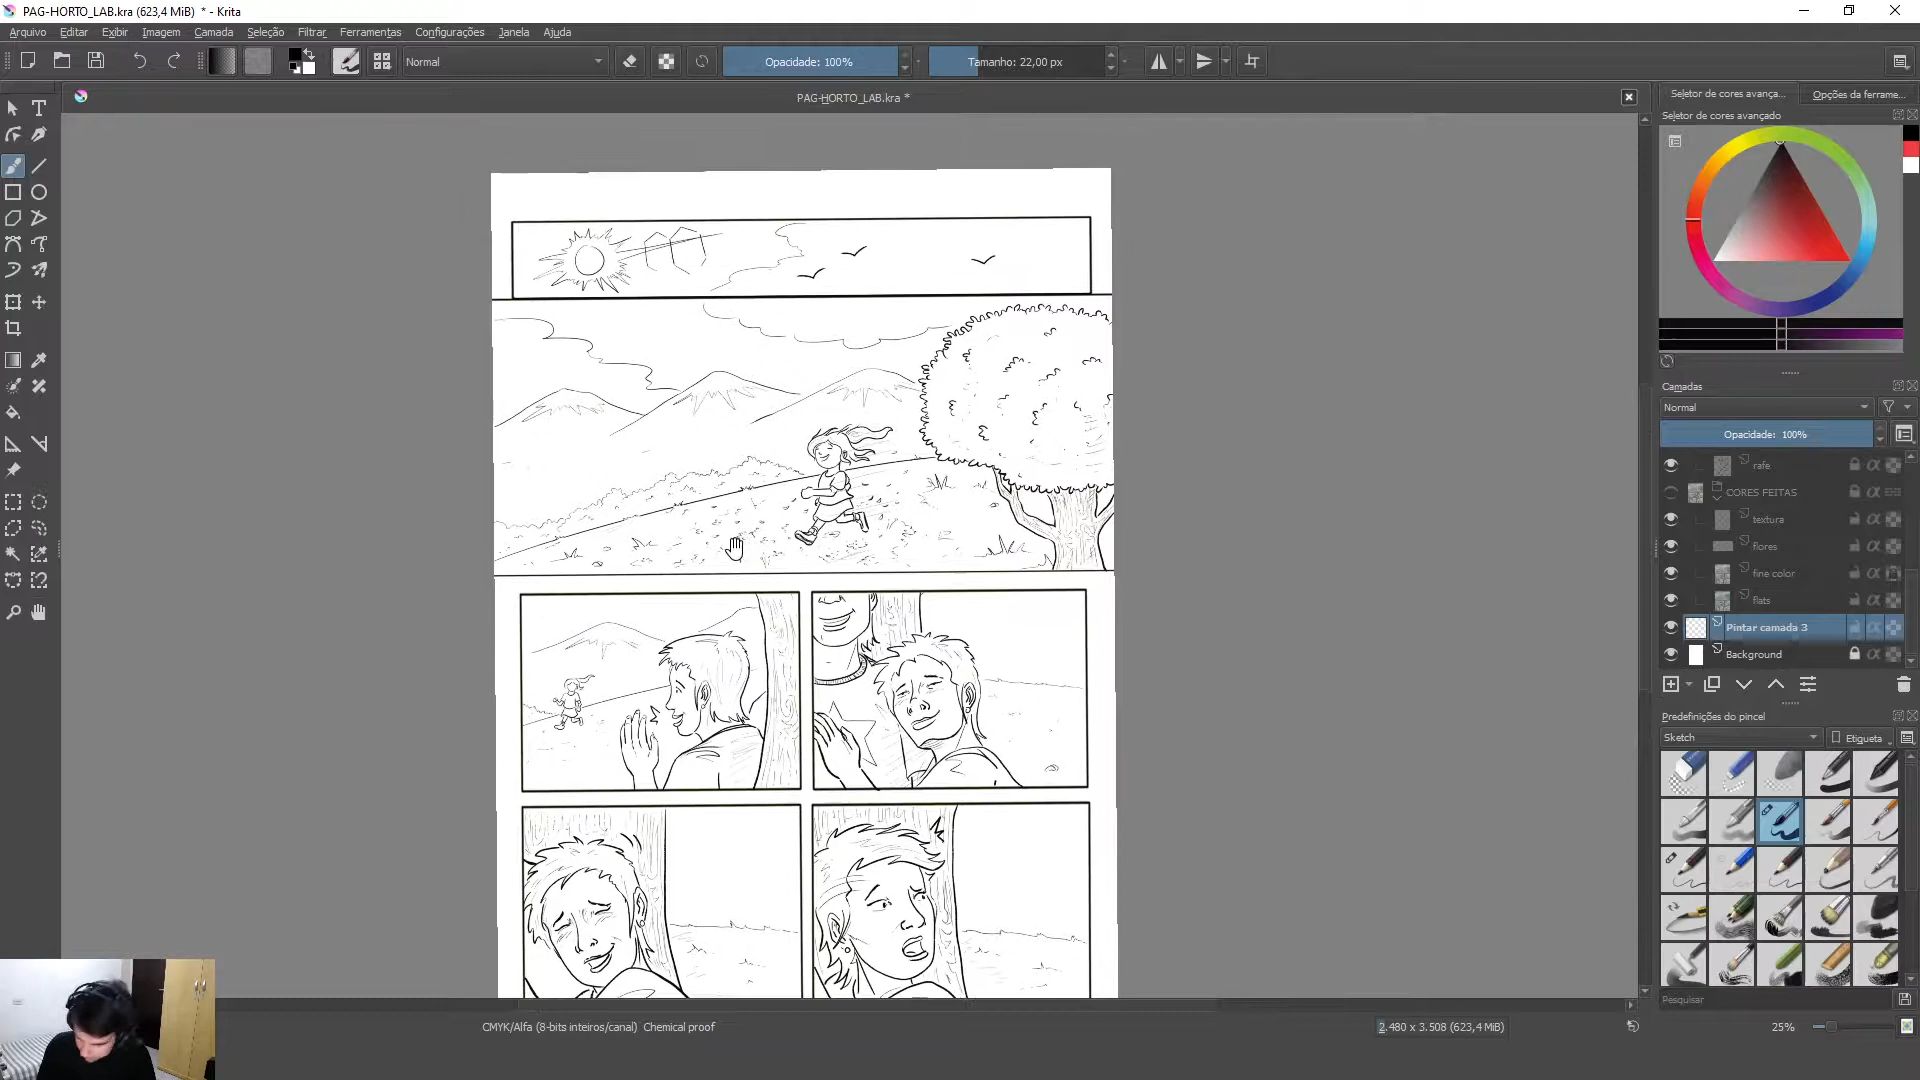 PAG-HORTO_LAB.kra (623,4 MiB) * - Krita
Arquivo Editar Exibir Imagem Camada Seleção Filtrar Ferramentas Configurações Janela Ajuda
Normal
Opacidade: 100%
Tamanho: 22,00 px
PAG-HORTO_LAB.kra *
Seletor de cores avança...
Opções da ferrame...
Seletor de cores avançado
Camadas
Normal
Opacidade: 100%
rafe
CORES FEITAS
textura
flores
fine color
flats
Pintar camada 3
Background
Predefinições do pincel
Sketch
Etiqueta
Pesquisar
CMYK/Alfa (8-bits inteiros/canal) Chemical proof
2.480 x 3.508 (623,4 MiB)
25%